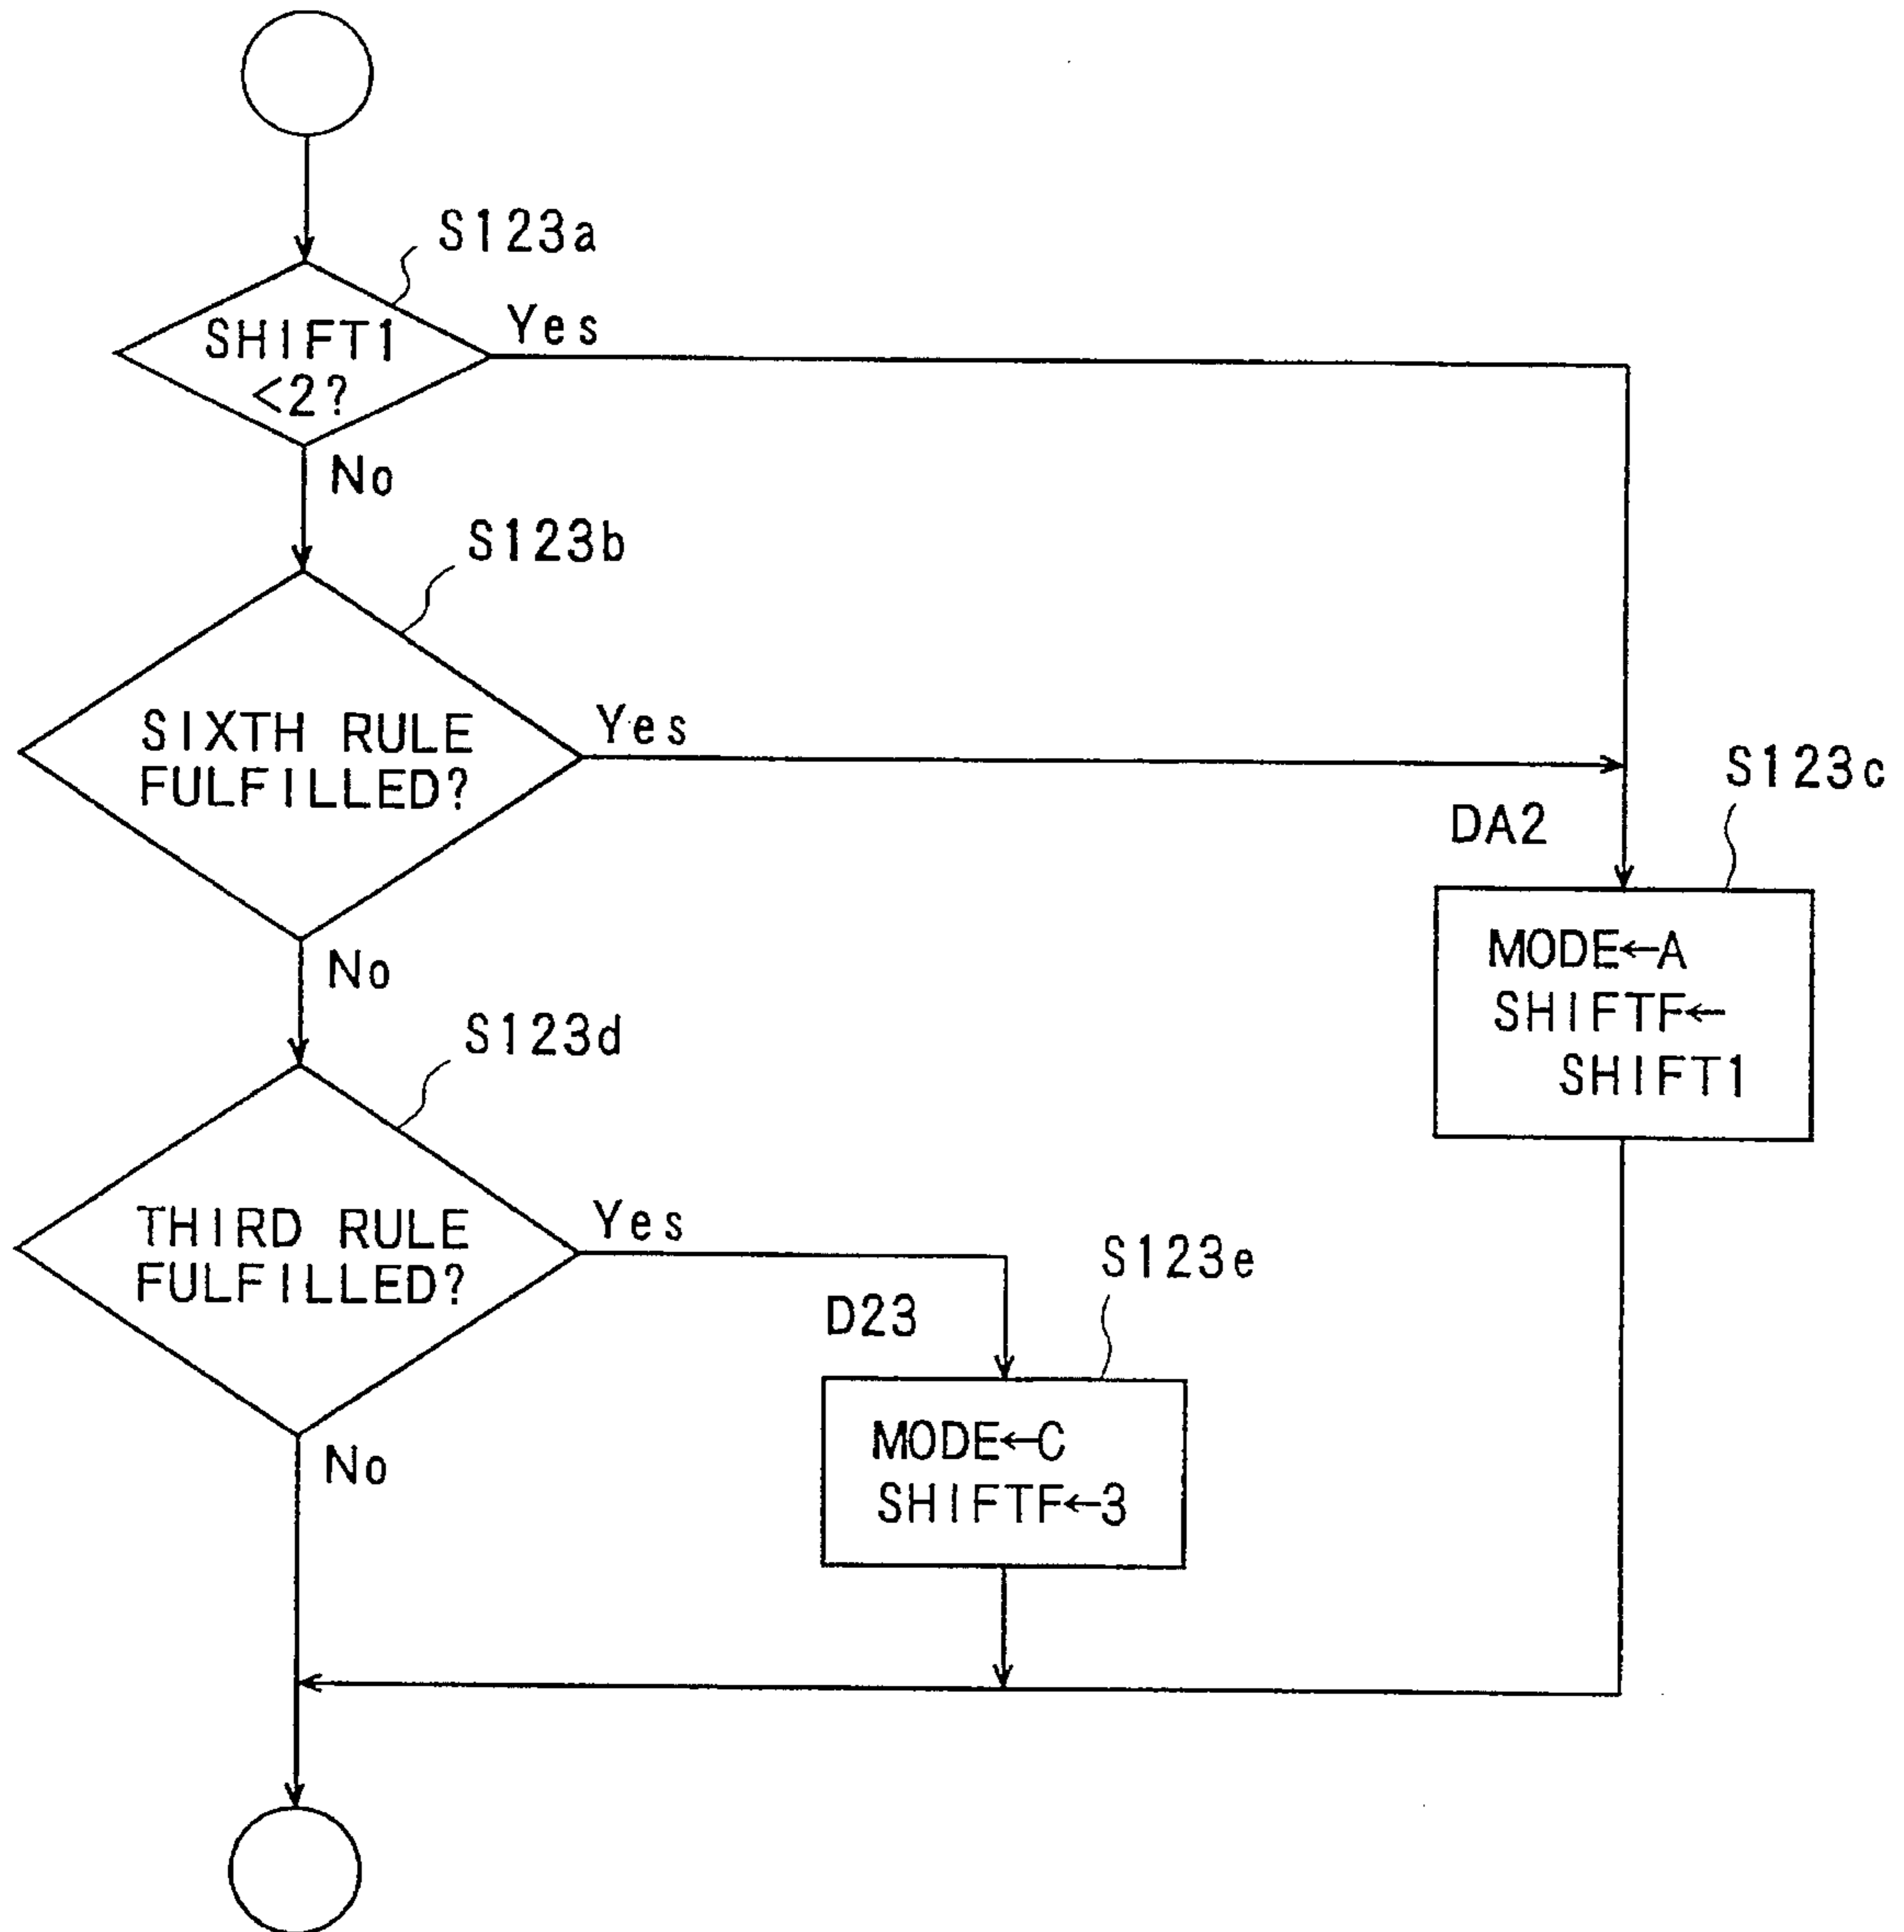 S123a
SHIFT1
<2?
Yes
No
S123b
SIXTH RULE
FULFILLED?
Yes
No
S123c
DA2
MODE←A
SHIFTF←
SHIFT1
S123d
THIRD RULE
FULFILLED?
Yes
No
S123e
D23
MODE←C
SHIFTF←3